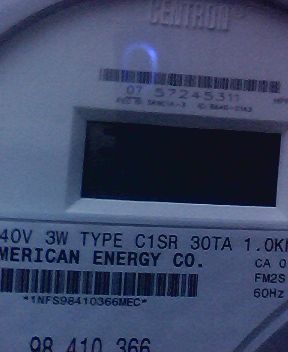 CENTRON
07 57245311
40V 3W TYPE C1SR 30TA 1.0K
MERICAN ENERGY CO.
CA 0
FM2S
60Hz
*1NFS98410366MEC*
98 410 366